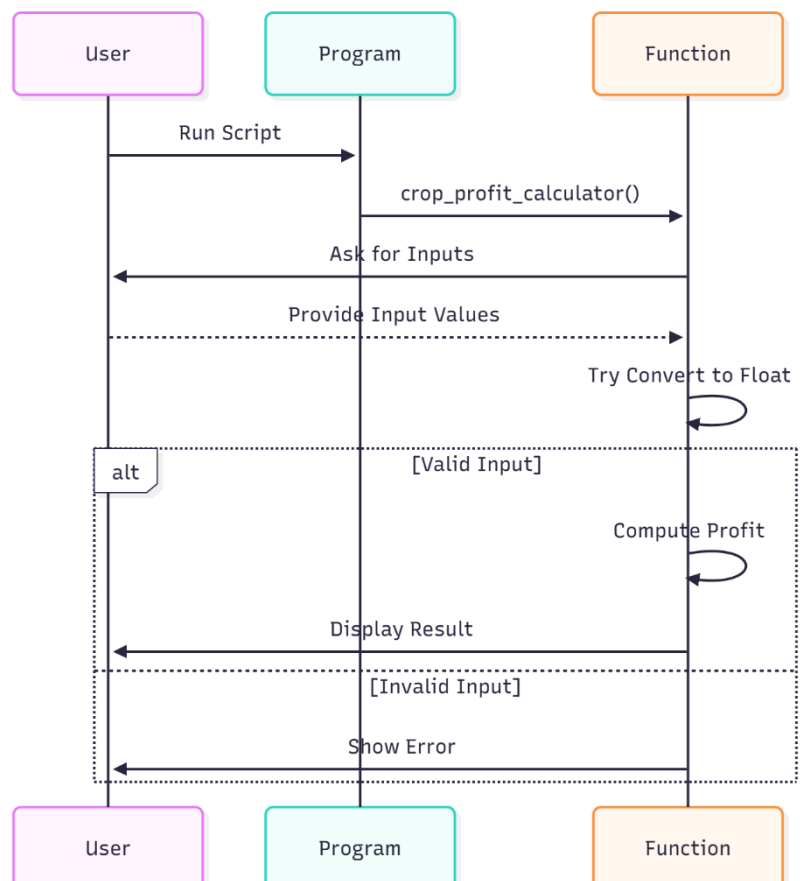 User
Program
Function
Run Script
crop_profit_calculator()
Ask for Inputs
Provide Input Values
Try Convert to Float
alt
[Valid Input]
Compute Profit
Display Result
[Invalid Input]
Show Error
User
Program
Function